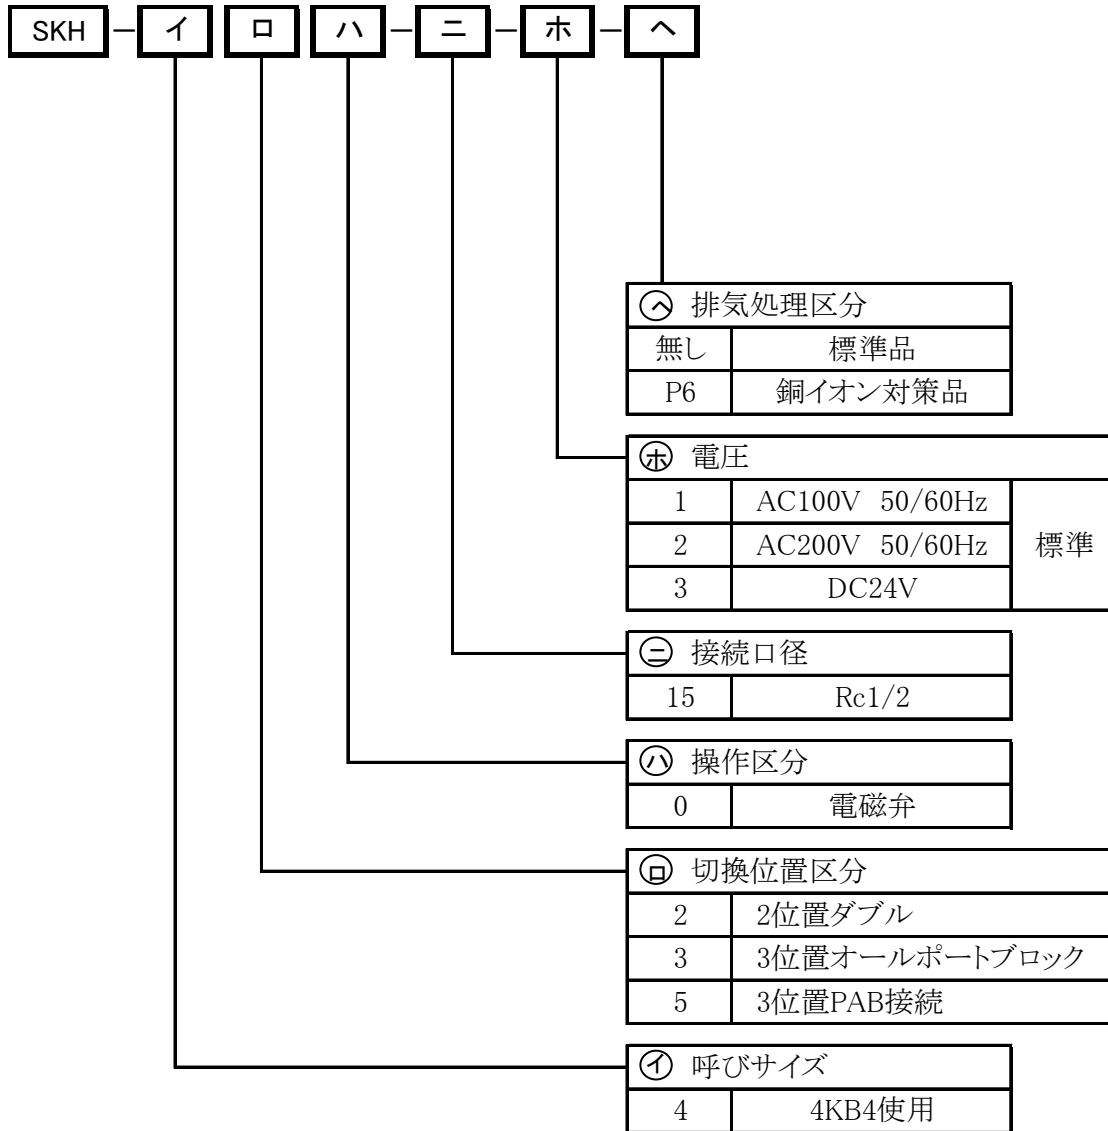 SKH－イ ロ ハ－ニ－ホ－ヘ
㋬ 排気処理区分
無し 標準品
P6 銅イオン対策品
㋭ 電圧
1 AC100V 50/60Hz
2 AC200V 50/60Hz 標準
3 DC24V
㋥ 接続口径
15 Rc1/2
㋩ 操作区分
0 電磁弁
㋺ 切換位置区分
2 2位置ダブル
3 3位置オールポートブロック
5 3位置PAB接続
㋑ 呼びサイズ
4 4KB4使用